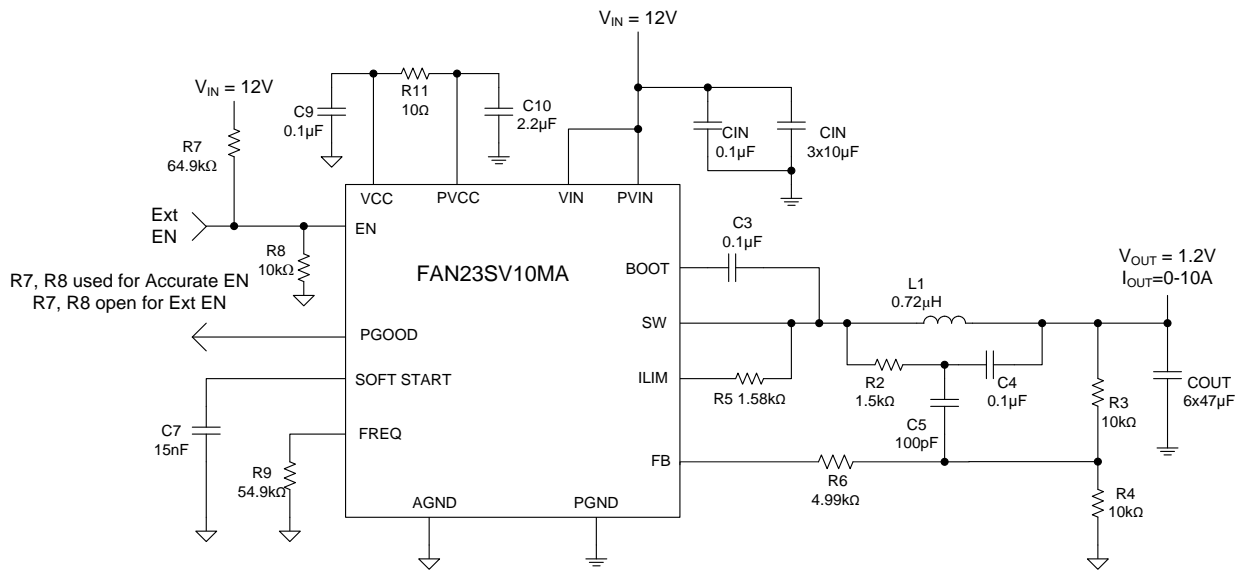 V_IN = 12V
V_IN = 12V
R11
10Ω
C9
0.1µF
C10
2.2µF
CIN
0.1µF
CIN
3x10µF
R7
64.9kΩ
VCC
PVCC
VIN
PVIN
Ext
EN
EN
R8
10kΩ
C3
0.1µF
FAN23SV10MA
BOOT
R7, R8 used for Accurate EN
R7, R8 open for Ext EN
V_OUT = 1.2V
I_OUT=0-10A
L1
0.72µH
SW
PGOOD
SOFT START
ILIM
R5 1.58kΩ
R2
1.5kΩ
C4
0.1µF
COUT
6x47µF
R3
10kΩ
C7
15nF
FREQ
C5
100pF
FB
R9
54.9kΩ
R6
4.99kΩ
R4
10kΩ
AGND
PGND